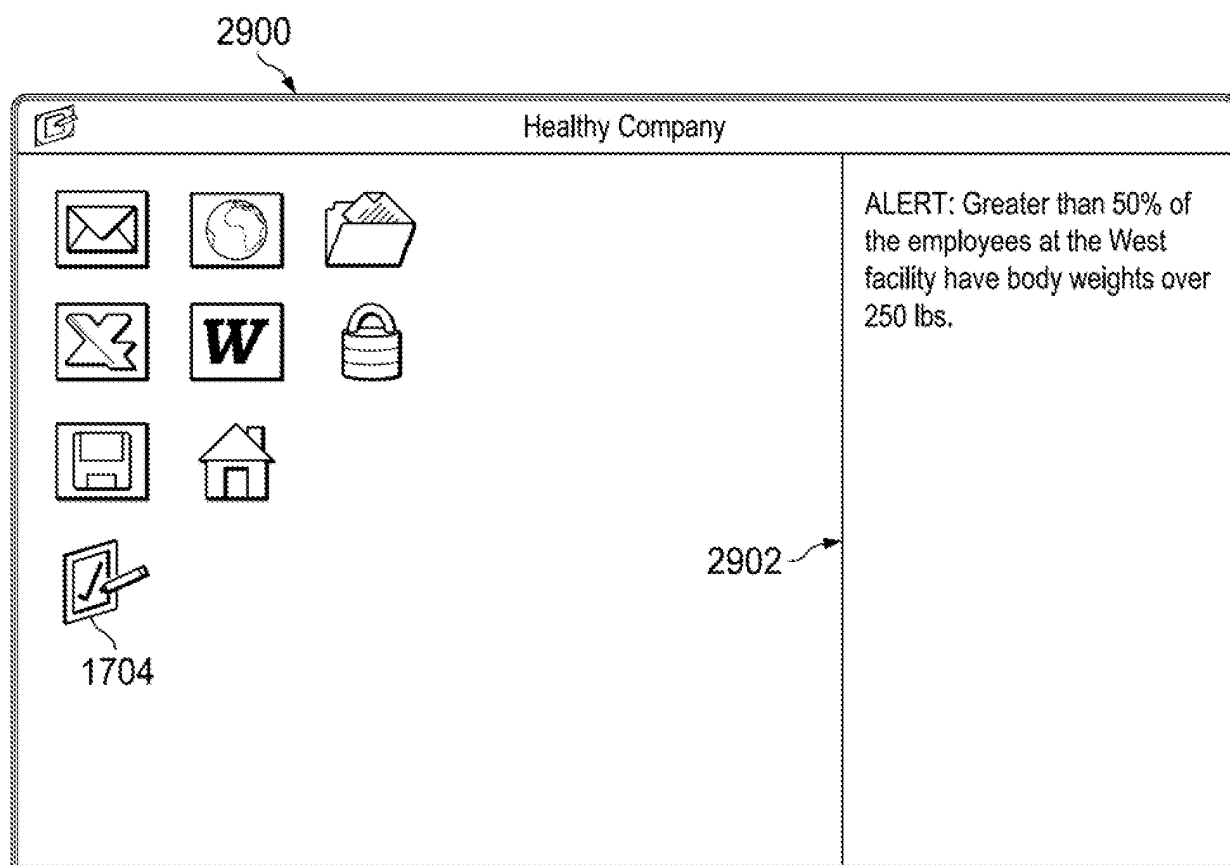 2900
Healthy Company
ALERT: Greater than 50% of
the employees at the West
facility have body weights over
250 lbs.
W
2902
1704